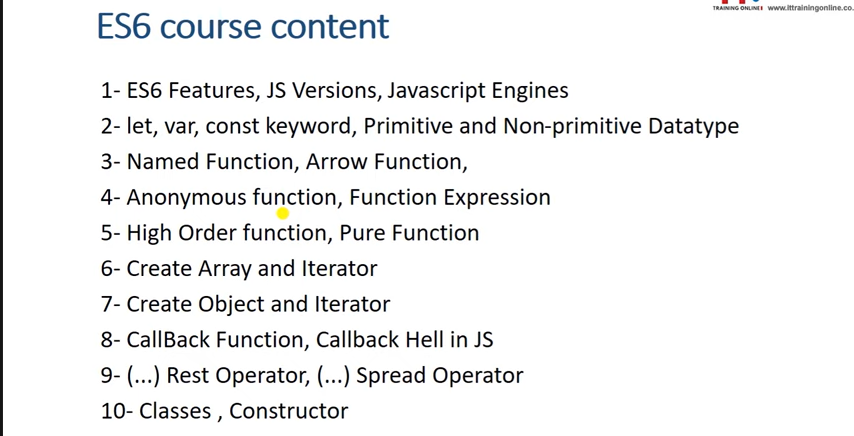 ES6 course content
TRAINING ONLINE www.ittrainingonline.co.
1- ES6 Features, JS Versions, Javascript Engines
2- let, var, const keyword, Primitive and Non-primitive Datatype
3- Named Function, Arrow Function,
4- Anonymous function, Function Expression
5- High Order function, Pure Function
6- Create Array and Iterator
7- Create Object and Iterator
8- CallBack Function, Callback Hell in JS
9- (...) Rest Operator, (...) Spread Operator
10- Classes , Constructor